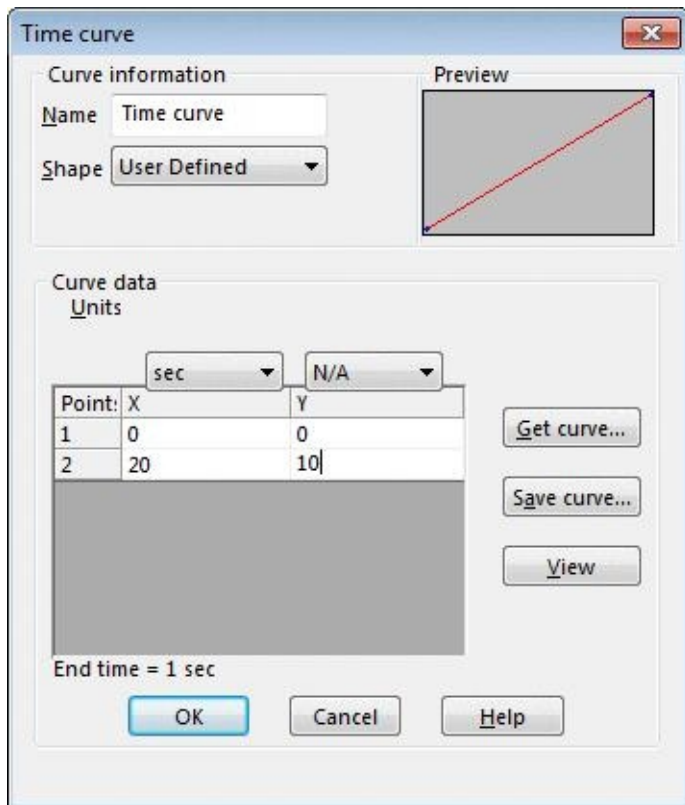 Time curve
Curve information
Preview
Name Time curve
Shape User Defined
Curve data
Units
sec N/A
Point: X Y
1 0 0
2 20 10
Get curve...
Save curve...
View
End time = 1 sec
OK Cancel Help